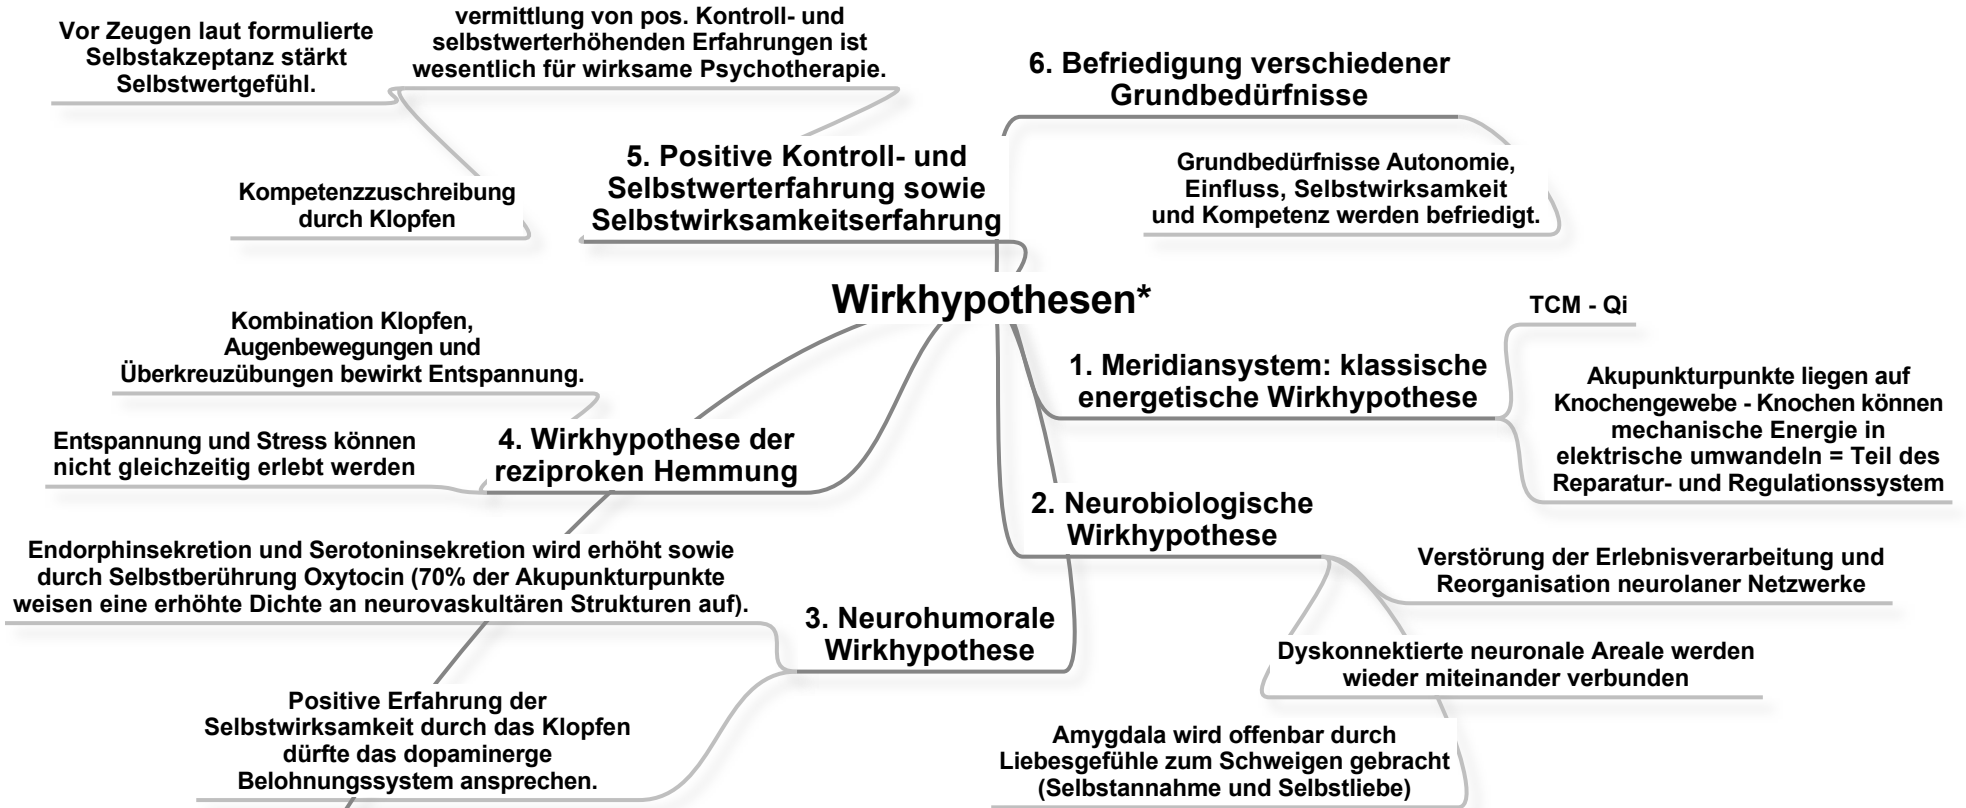 Vor Zeugen laut formulierte
Selbstakzeptanz stärkt
Selbstwertgefühl.
vermittlung von pos. Kontroll- und
selbstwerterhöhenden Erfahrungen ist
wesentlich für wirksame Psychotherapie.
Kompetenzzuschreibung
durch Klopfen
5. Positive Kontroll- und
Selbstwerterfahrung sowie
Selbstwirksamkeitserfahrung
6. Befriedigung verschiedener
Grundbedürfnisse
Grundbedürfnisse Autonomie,
Einfluss, Selbstwirksamkeit
und Kompetenz werden befriedigt.
Wirkhypothesen*
1. Meridiansystem: klassische
energetische Wirkhypothese
TCM - Qi
Akupunkturpunkte liegen auf
Knochengewebe - Knochen können
mechanische Energie in
elektrische umwandeln = Teil des
Reparatur- und Regulationssystem
2. Neurobiologische
Wirkhypothese
Verstörung der Erlebnisverarbeitung und
Reorganisation neurolaner Netzwerke
Dyskonnektierte neuronale Areale werden
wieder miteinander verbunden
Amygdala wird offenbar durch
Liebesgefühle zum Schweigen gebracht
(Selbstannahme und Selbstliebe)
3. Neurohumorale
Wirkhypothese
Endorphinsekretion und Serotoninsekretion wird erhöht sowie
durch Selbstberührung Oxytocin (70% der Akupunkturpunkte
weisen eine erhöhte Dichte an neurovaskultären Strukturen auf).
Positive Erfahrung der
Selbstwirksamkeit durch das Klopfen
dürfte das dopaminerge
Belohnungssystem ansprechen.
4. Wirkhypothese der
reziproken Hemmung
Kombination Klopfen,
Augenbewegungen und
Überkreuzübungen bewirkt Entspannung.
Entspannung und Stress können
nicht gleichzeitig erlebt werden